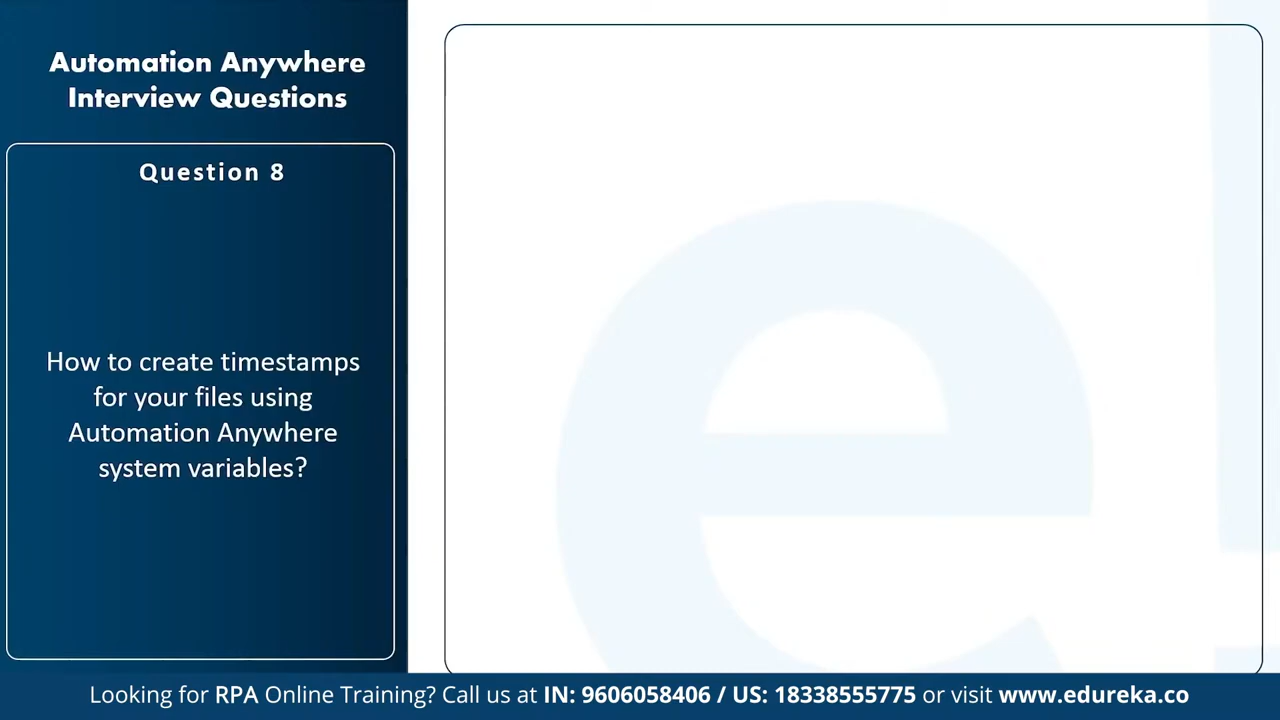 Automation Anywhere
Interview Questions
Question 8
How to create timestamps
for your files using
Automation Anywhere
system variables?
Looking for RPA Online Training? Call us at IN: 9606058406 / US: 18338555775 or visit www.edureka.co